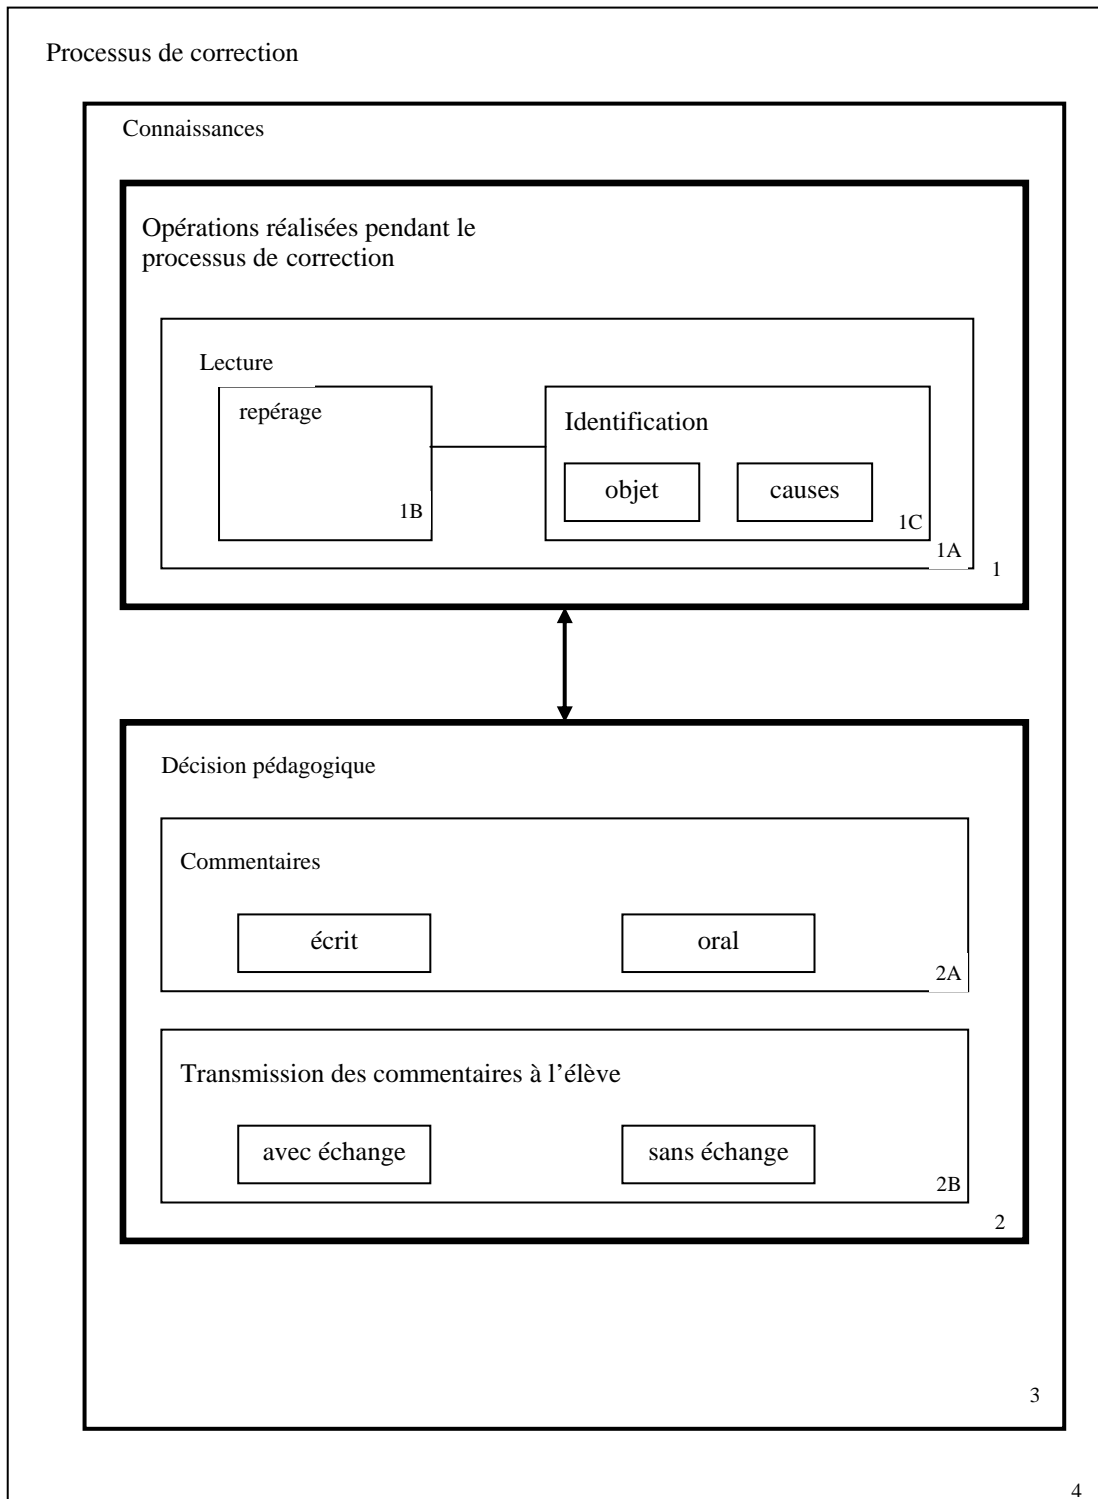 Processus de correction
Connaissances
Opérations réalisées pendant le
processus de correction
Lecture
repérage
1B
Identification
objet
causes
1C
1A
1
Décision pédagogique
Commentaires
écrit
oral
2A
Transmission des commentaires à l’élève
avec échange
sans échange
2B
2
3
4